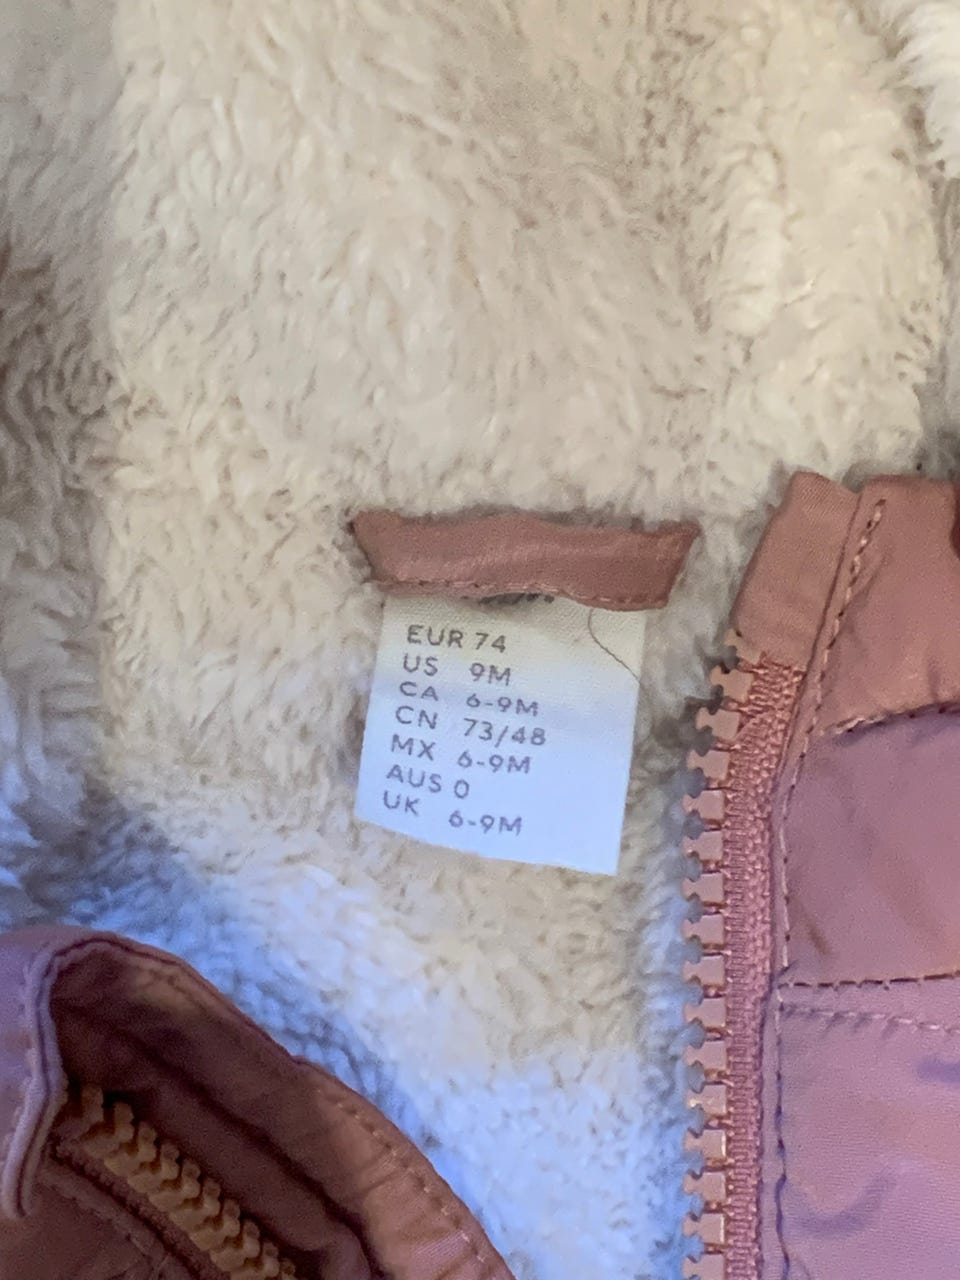 EUR 74
US 9M
CA 6-9M
CN 73/48
MX 6-9M
AUS 0
UK 6-9M